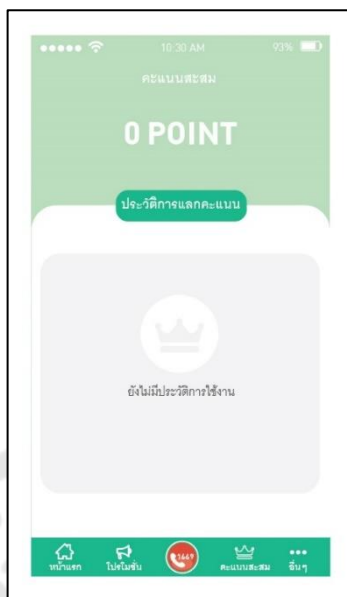 10:30 AM 93%
คะแนนสะสม
0 POINT
ประวัติการแลกคะแนน
ยังไม่มีประวัติการใช้งาน
หน้าแรก โปรโมชั่น 1669 คะแนนสะสม อื่นๆ